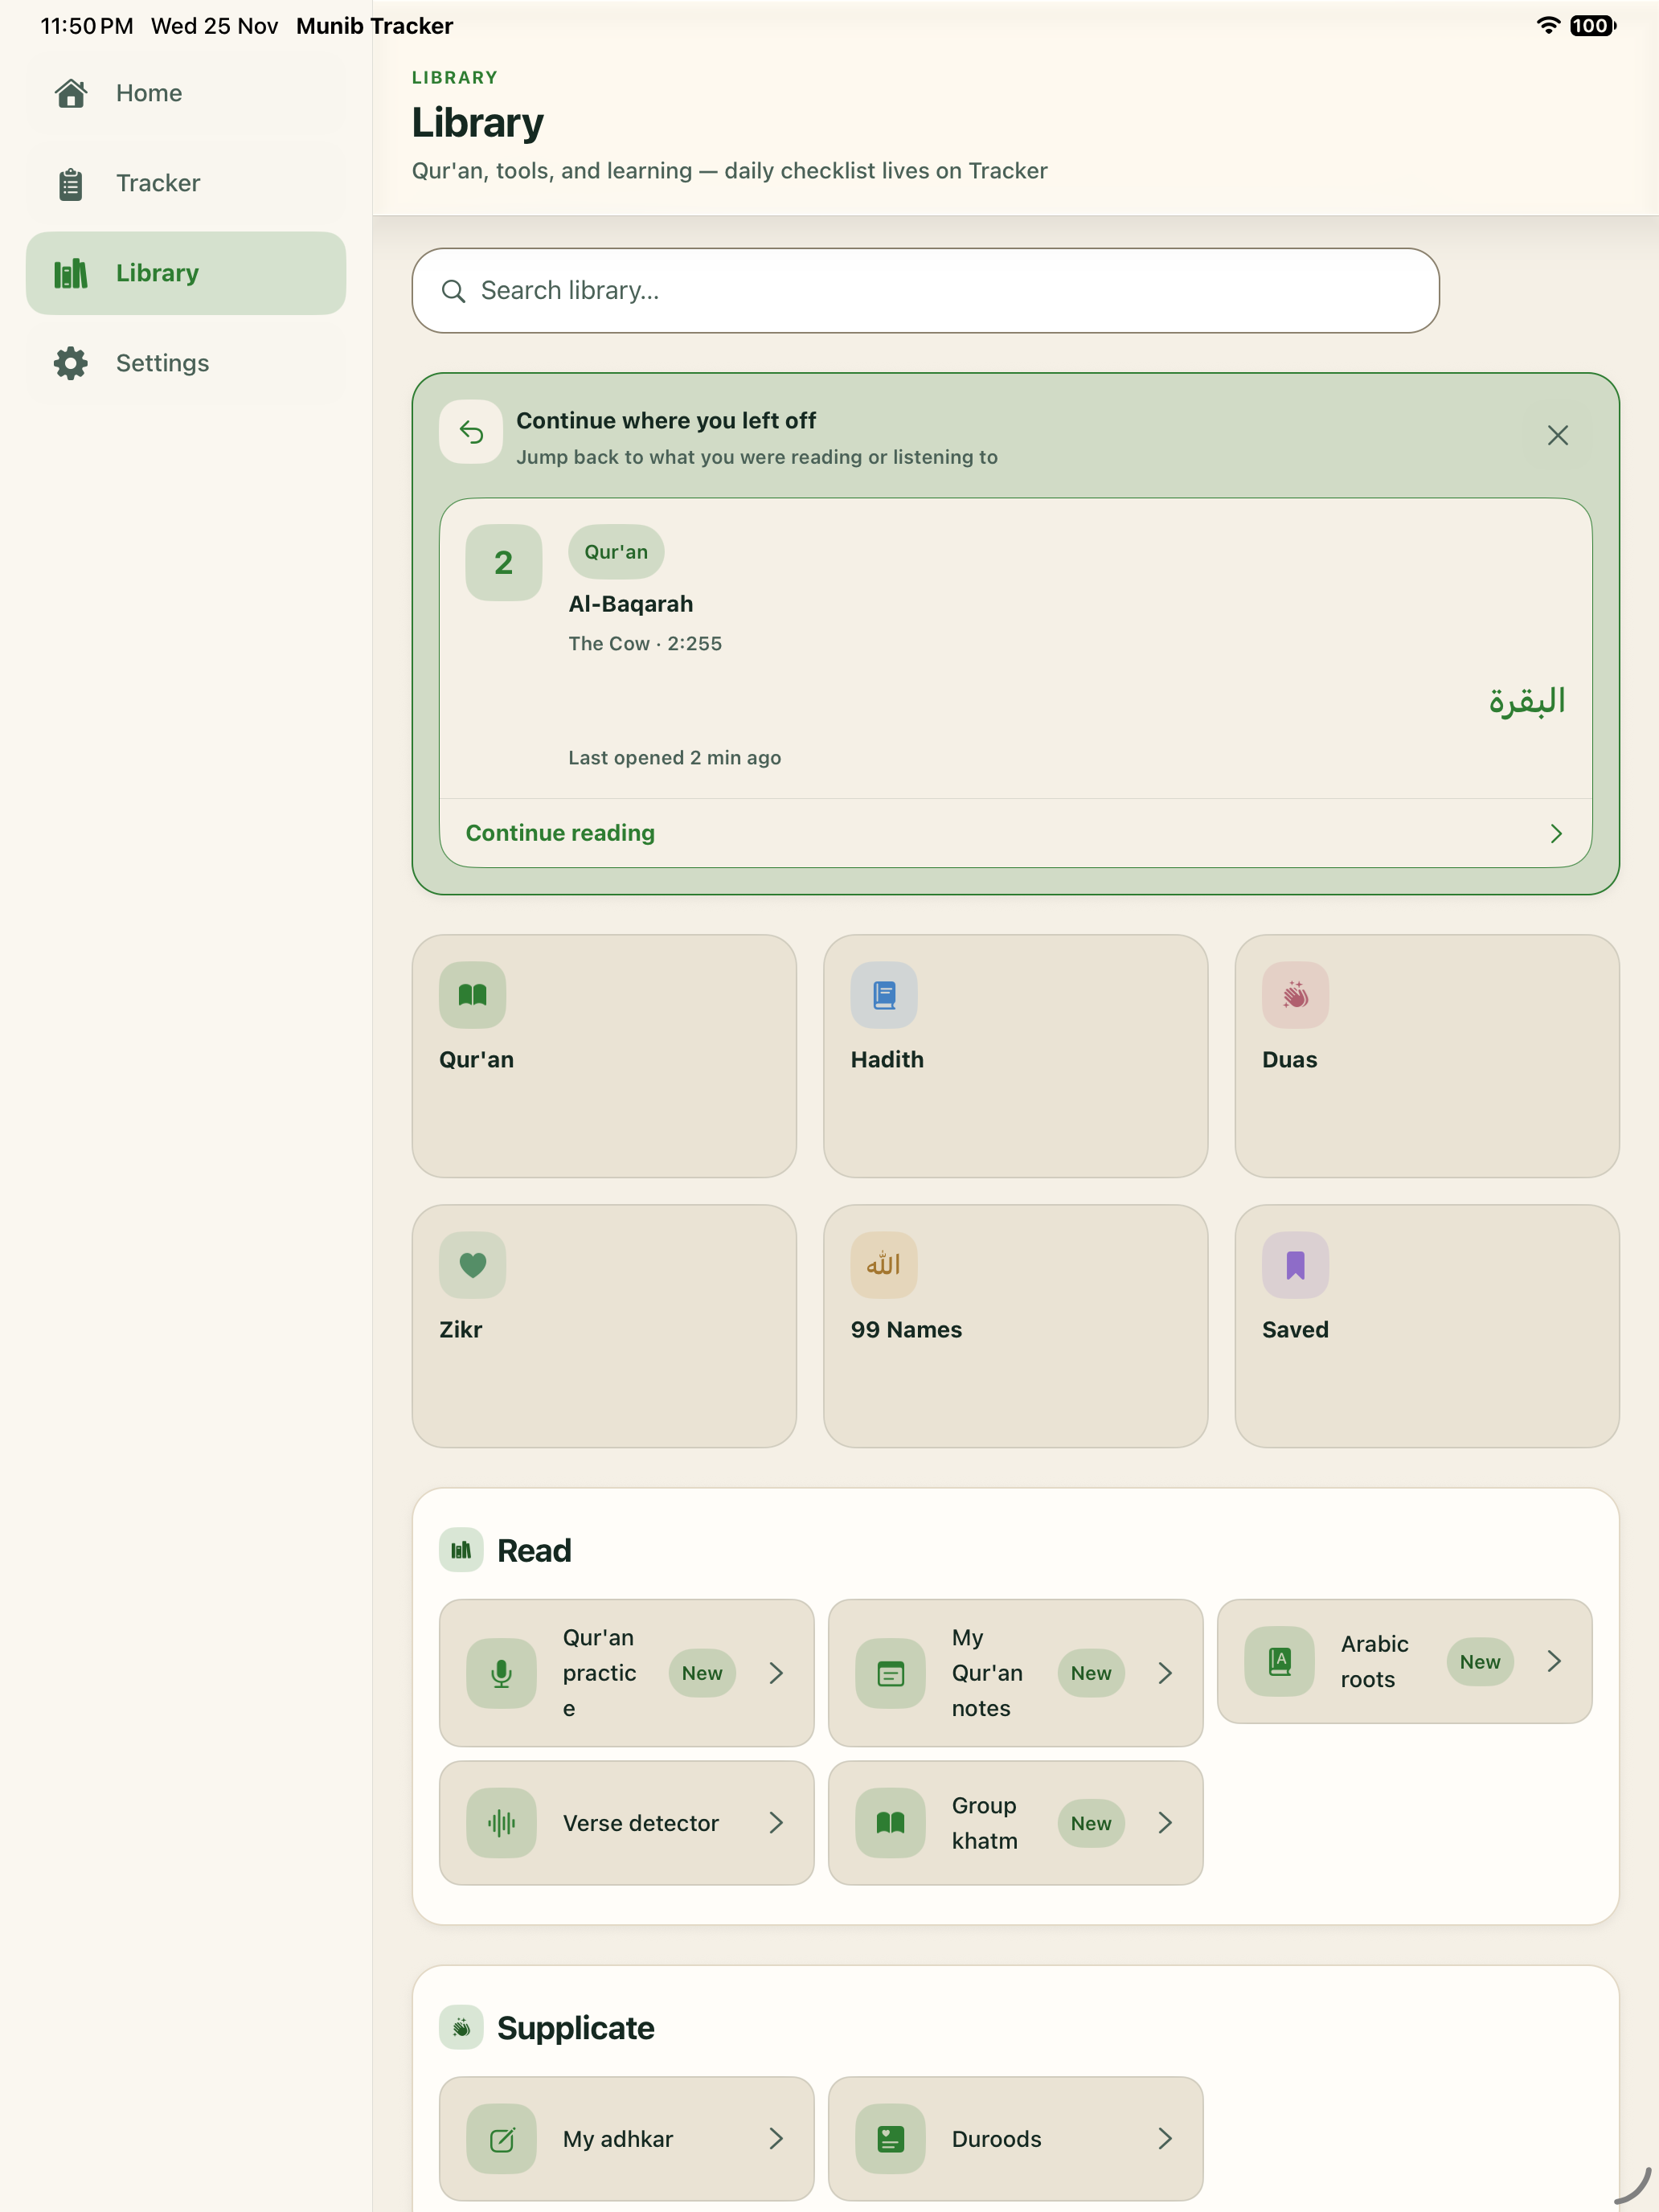 11:50 PM Wed 25 Nov Munib Tracker
100
Home
Tracker
Library
Settings
LIBRARY
Library
Qur'an, tools, and learning — daily checklist lives on Tracker
Search library...
Continue where you left off
Jump back to what you were reading or listening to
2
Qur'an
Al-Baqarah
The Cow · 2:255
البقرة
Last opened 2 min ago
Continue reading
Qur'an
Hadith
Duas
Zikr
الله
99 Names
Saved
Read
Qur'an
practic
e
New
My
Qur'an
notes
New
A
Arabic
roots
New
Verse detector
Group
khatm
New
Supplicate
My adhkar
Duroods